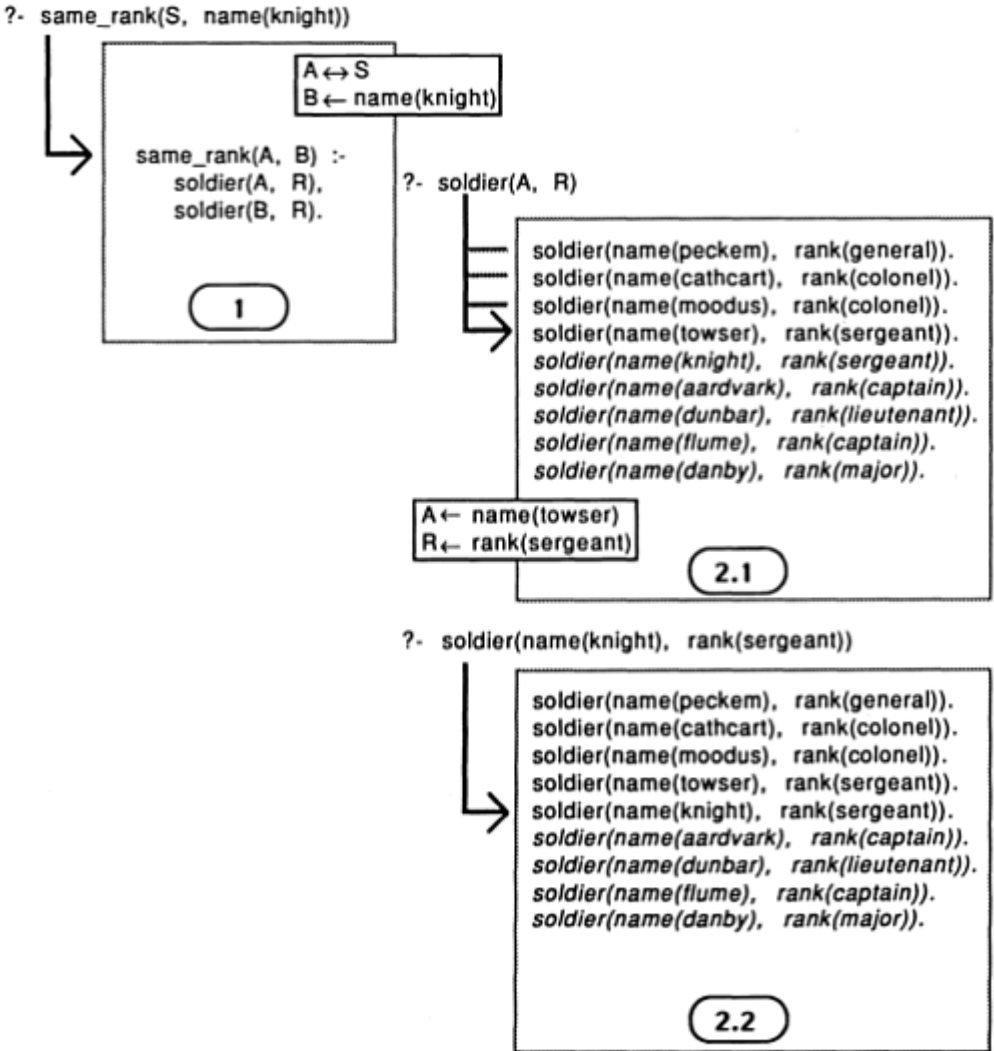 ?- same_rank(S, name(knight))
A ↔ S
B ← name(knight)
same_rank(A, B) :-
soldier(A, R),
soldier(B, R).
1
?- soldier(A, R)
soldier(name(peckem), rank(general)).
soldier(name(cathcart), rank(colonel)).
soldier(name(moodus), rank(colonel)).
soldier(name(towser), rank(sergeant)).
soldier(name(knight), rank(sergeant)).
soldier(name(aardvark), rank(captain)).
soldier(name(dunbar), rank(lieutenant)).
soldier(name(flume), rank(captain)).
soldier(name(danby), rank(major)).
A ← name(towser)
R ← rank(sergeant)
2.1
?- soldier(name(knight), rank(sergeant))
soldier(name(peckem), rank(general)).
soldier(name(cathcart), rank(colonel)).
soldier(name(moodus), rank(colonel)).
soldier(name(towser), rank(sergeant)).
soldier(name(knight), rank(sergeant)).
soldier(name(aardvark), rank(captain)).
soldier(name(dunbar), rank(lieutenant)).
soldier(name(flume), rank(captain)).
soldier(name(danby), rank(major)).
2.2